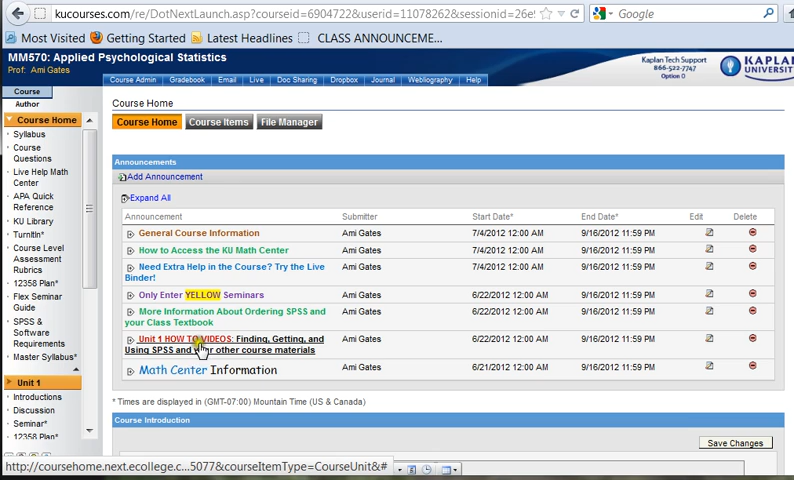 kucourses.com/re/DotNextLaunch.asp?courseid=6904722&userid=11078262&sessionid=26e9
Google
Most Visited Getting Started Latest Headlines CLASS ANNOUNCEME...
MM570: Applied Psychological Statistics
Prof: Ami Gates
Kaplan Tech Support
866-522-7747
Option 0
KAPLAN
UNIVERSITY
Course Admin Gradebook Email Live Doc Sharing Dropbox Journal Webliography Help
Course
Author
Course Home
Syllabus
Course
Questions
Live Help Math
Center
APA Quick
Reference
KU Library
TurnItIn*
Course Level
Assessment
Rubrics
12358 Plan*
Flex Seminar
Guide
SPSS &
Software
Requirements
Master Syllabus*
Unit 1
Introductions
Discussion
Seminar*
12358 Plan*
Course Home
Course Home Course Items File Manager
Announcements
Add Announcement
Expand All
Announcement Submitter Start Date* End Date* Edit Delete
General Course Information Ami Gates 7/4/2012 12:00 AM 9/16/2012 11:59 PM
How to Access the KU Math Center Ami Gates 7/4/2012 12:00 AM 9/16/2012 11:59 PM
Need Extra Help in the Course? Try the Live Ami Gates 7/4/2012 12:00 AM 9/16/2012 11:59 PM
Binder!
Only Enter YELLOW Seminars Ami Gates 6/22/2012 12:00 AM 9/16/2012 11:59 PM
More Information About Ordering SPSS and Ami Gates 6/22/2012 12:00 AM 9/16/2012 11:59 PM
your Class Textbook
Unit 1 HOW TO VIDEOS: Finding, Getting, and Ami Gates 6/22/2012 12:00 AM 9/16/2012 11:59 PM
Using SPSS and your other course materials
Math Center Information Ami Gates 6/21/2012 12:00 AM 9/16/2012 11:59 PM
* Times are displayed in (GMT-07:00) Mountain Time (US & Canada)
Course Introduction
Save Changes
http://coursehome.next.ecollege.c...5077&courseItemType=CourseUnit&#